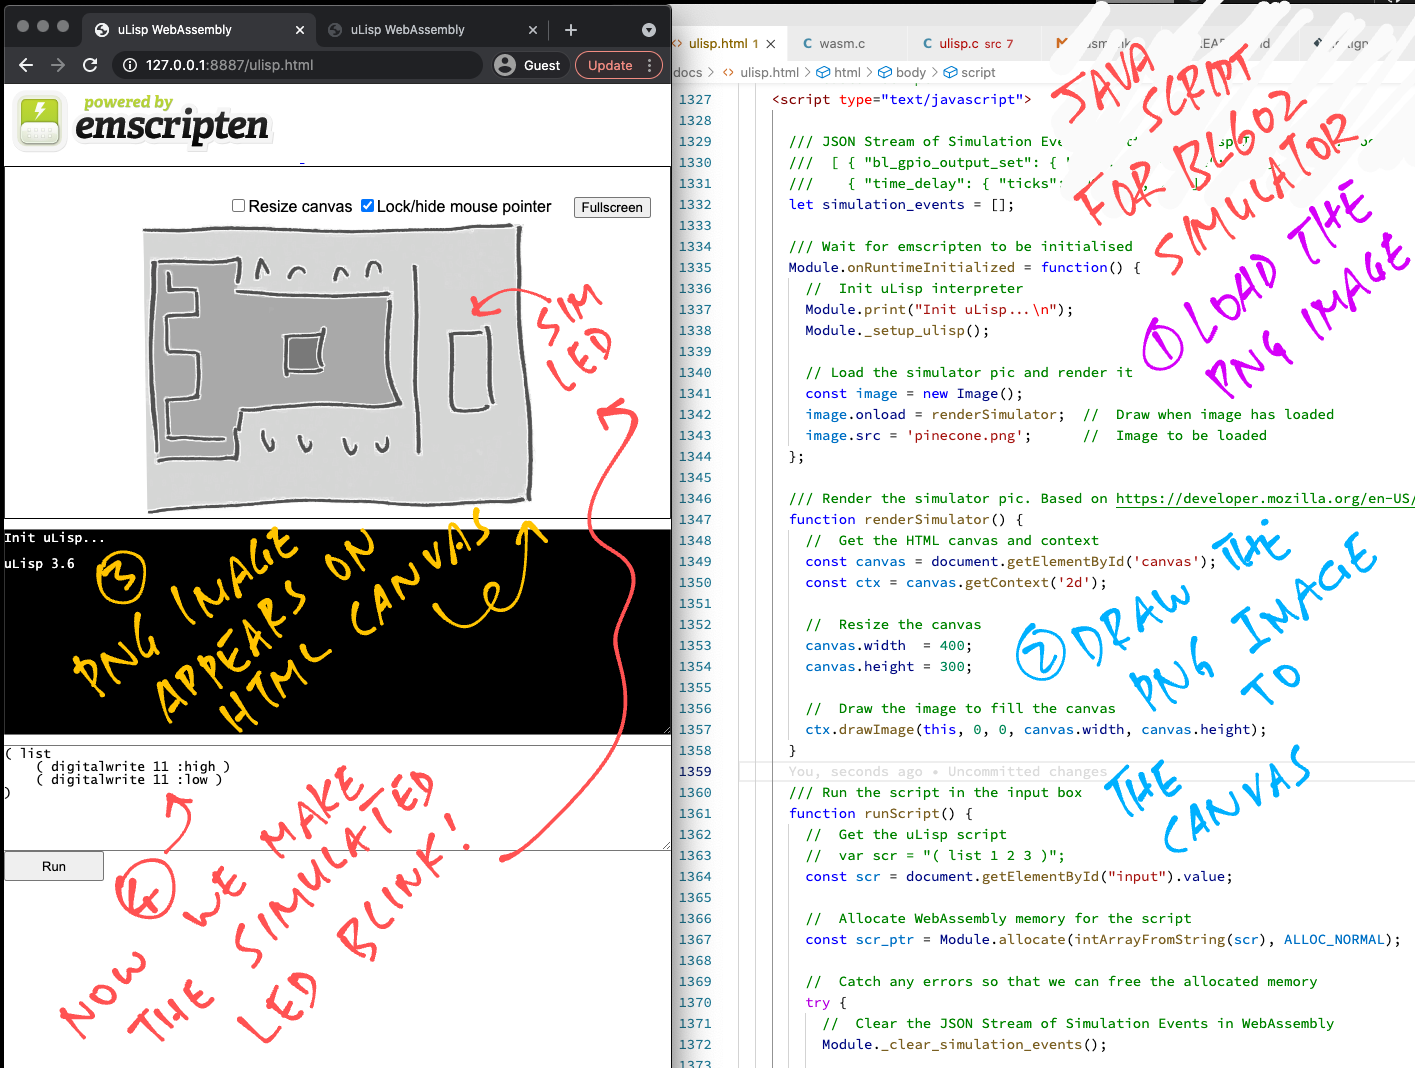 uLisp WebAssembly
uLisp WebAssembly
127.0.0.1:8887/ulisp.html
Guest
Update
powered by
emscripten
Resize canvas
Lock/hide mouse pointer
Fullscreen
SIM
LED
Init uLisp...
uLisp 3.6
3 PNG IMAGE
APPEARS ON
HTML CANVAS
( list
( digitalwrite 11 :high )
( digitalwrite 11 :low )
)
Run
4 NOW WE MAKE
THE SIMULATED
LED BLINK!
ulisp.html 1
wasm.c
ulisp.c src 7
docs > ulisp.html > html > body > script
JAVA
SCRIPT
FOR BL602
SIMULATOR
1 LOAD THE
PNG IMAGE
1327 <script type="text/javascript">
1328
1329 /// JSON Stream of Simulation
1330 /// [ { "bl_gpio_output_set": {
1331 /// { "time_delay": { "ticks":
1332 let simulation_events = [];
1333
1334 /// Wait for emscripten to be initialised
1335 Module.onRuntimeInitialized = function() {
1336 // Init uLisp interpreter
1337 Module.print("Init uLisp...\n");
1338 Module._setup_ulisp();
1339
1340 // Load the simulator pic and render it
1341 const image = new Image();
1342 image.onload = renderSimulator; // Draw when image has loaded
1343 image.src = 'pinecone.png'; // Image to be loaded
1344 };
1345
1346 /// Render the simulator pic. Based on https://developer.mozilla.org/en-US/
1347 function renderSimulator() {
1348 // Get the HTML canvas and context
1349 const canvas = document.getElementById('canvas');
1350 const ctx = canvas.getContext('2d');
1351
1352 // Resize the canvas
1353 canvas.width = 400;
1354 canvas.height = 300;
1355
1356 // Draw the image to fill the canvas
1357 ctx.drawImage(this, 0, 0, canvas.width, canvas.height);
1358 }
1359 You, seconds ago • Uncommitted changes
1360 /// Run the script in the input box
1361 function runScript() {
1362 // Get the uLisp script
1363 // var scr = "( list 1 2 3 )";
1364 const scr = document.getElementById("input").value;
1365
1366 // Allocate WebAssembly memory for the script
1367 const scr_ptr = Module.allocate(intArrayFromString(scr), ALLOC_NORMAL);
1368
1369 // Catch any errors so that we can free the allocated memory
1370 try {
1371 // Clear the JSON Stream of Simulation Events in WebAssembly
1372 Module._clear_simulation_events();
1373
2 DRAW THE
PNG IMAGE
TO
THE
CANVAS